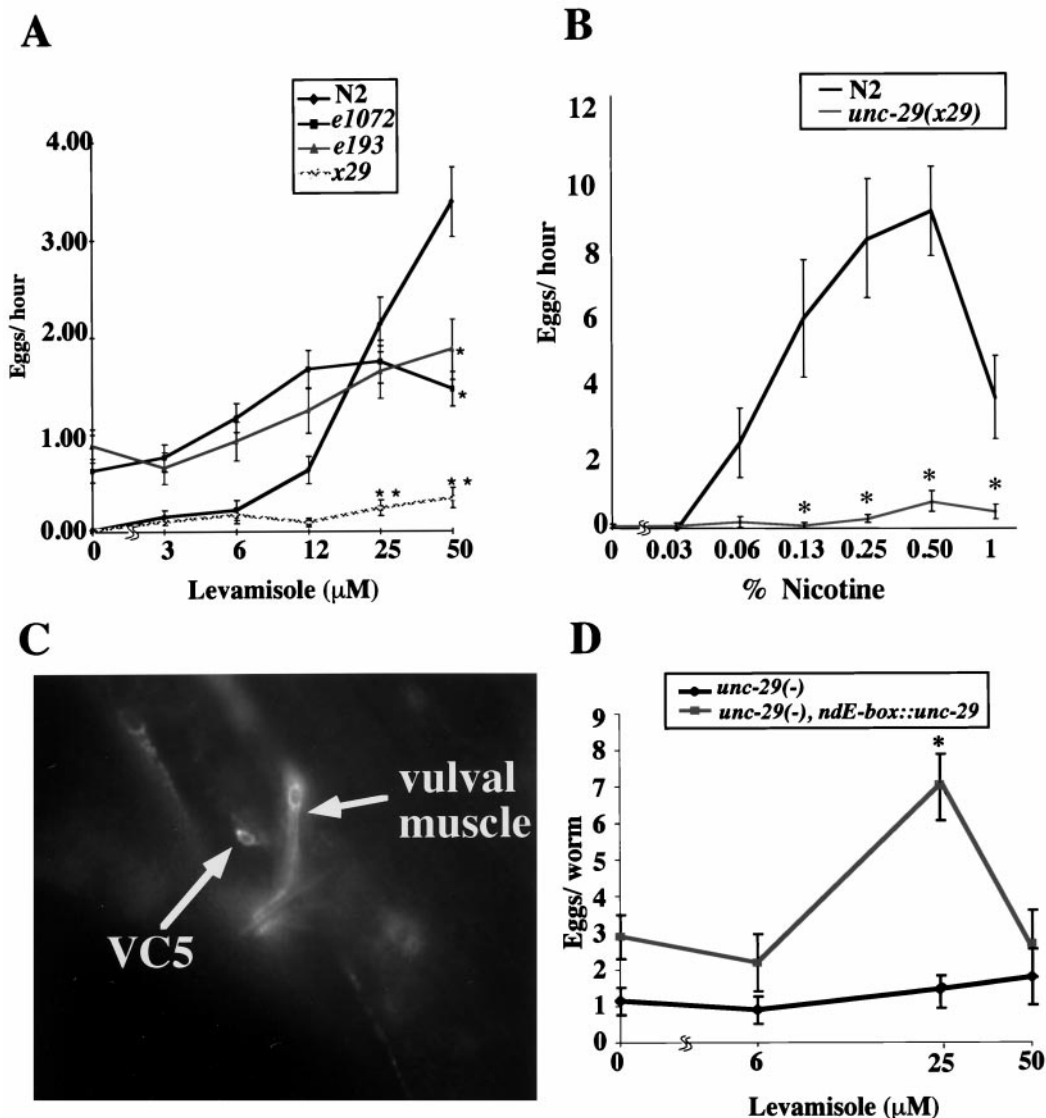 A
N2
e1072
e193
x29
4.00
3.00
2.00
1.00
0.00
Eggs/ hour
*
*
* *
* *
0
3
6
12
25
50
Levamisole (μM)
B
N2
unc-29(x29)
12
10
8
6
4
2
0
Eggs/ hour
*
*
*
*
0
0.03
0.06
0.13
0.25
0.50
1
% Nicotine
C
vulval
muscle
VC5
D
unc-29(-)
unc-29(-), ndE-box::unc-29
9
8
7
6
5
4
3
2
1
0
Eggs/ worm
*
0
6
25
50
Levamisole (μM)